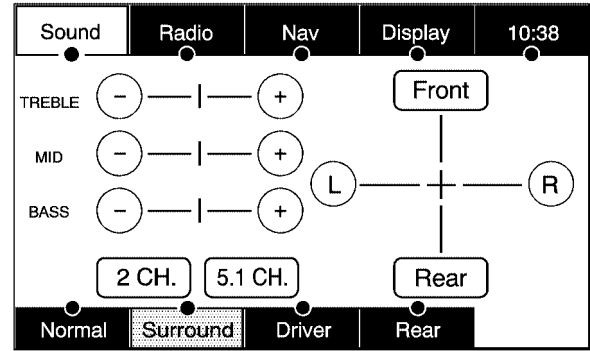 Sound Radio Nav Display 10:38
TREBLE - + Front
MID - +
L R
BASS - +
2 CH. 5.1 CH. Rear
Normal Surround Driver Rear